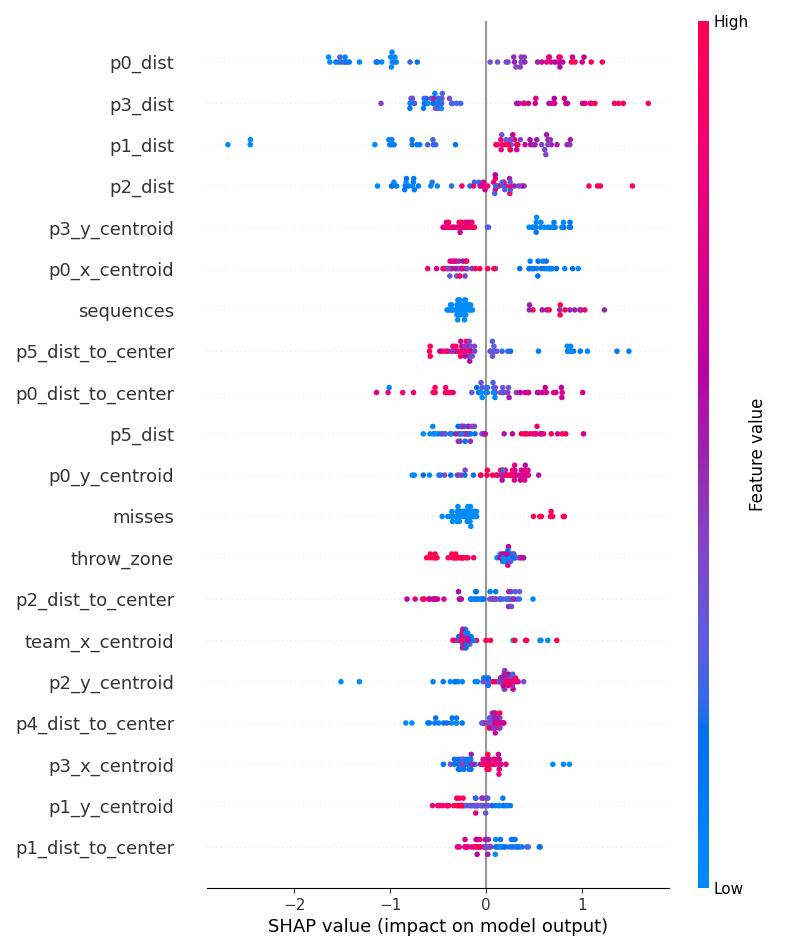 High
p0_dist
p3_dist
p1_dist
p2_dist
p3_y_centroid
p0_x_centroid
sequences
p5_dist_to_center
p0_dist_to_center
p5_dist
p0_y_centroid
misses
throw_zone
p2_dist_to_center
team_x_centroid
p2_y_centroid
p4_dist_to_center
p3_x_centroid
p1_y_centroid
p1_dist_to_center
Feature value
Low
−2 −1 0 1
SHAP value (impact on model output)